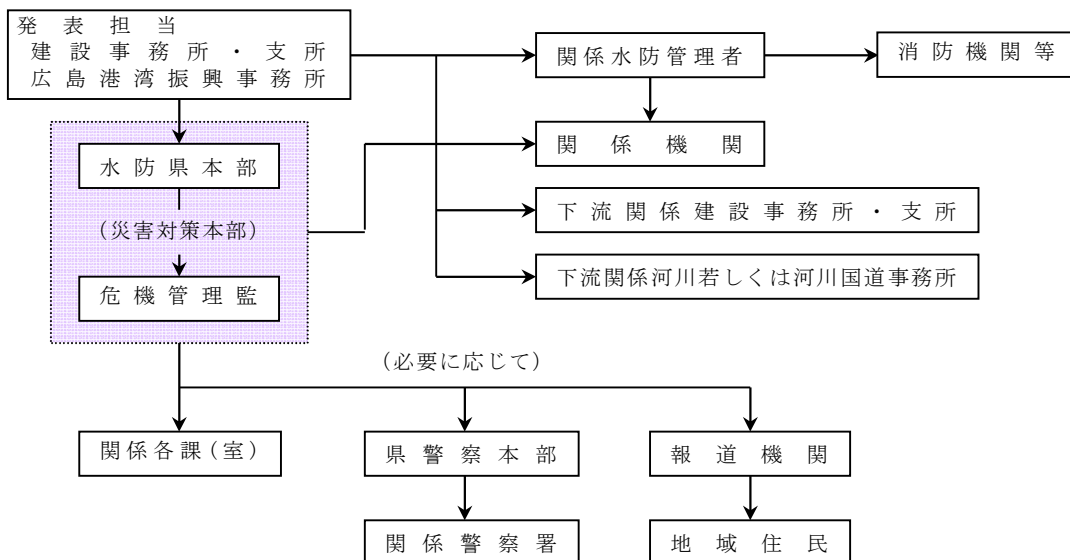 発表担当
建設事務所・支所
広島港湾振興事務所
関係水防管理者
消防機関等
水防県本部
関係機関
(災害対策本部)
下流関係建設事務所・支所
危機管理監
下流関係河川若しくは河川国道事務所
(必要に応じて)
関係各課(室)
県警察本部
報道機関
関係警察署
地域住民